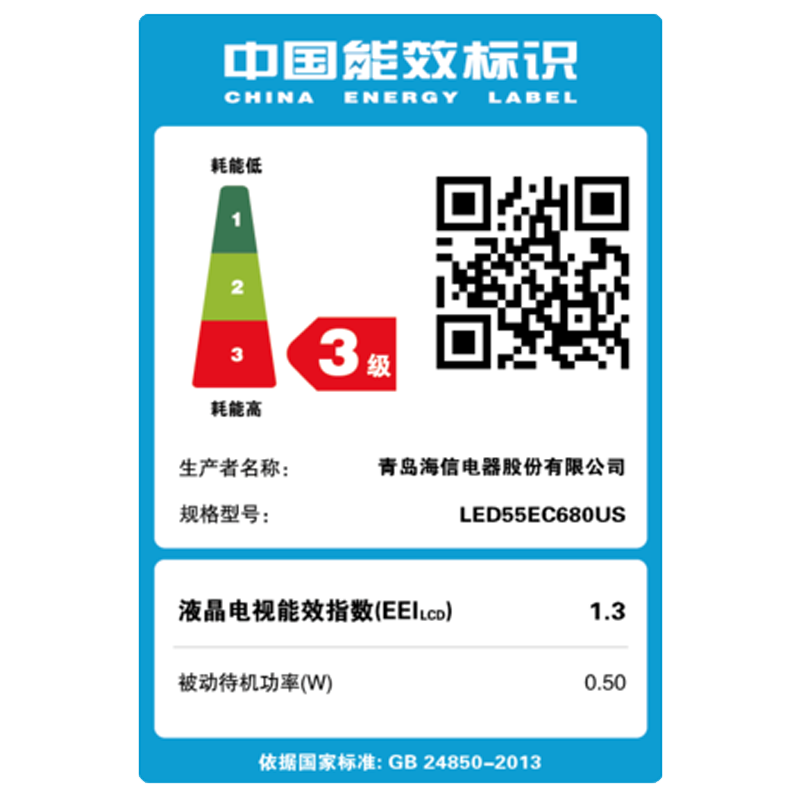 中国能效标识
CHINA ENERGY LABEL
耗能低
1
2
3
3级
耗能高
生产者名称: 青岛海信电器股份有限公司
规格型号: LED55EC680US
液晶电视能效指数(EEILCD) 1.3
被动待机功率(W) 0.50
依据国家标准: GB 24850-2013